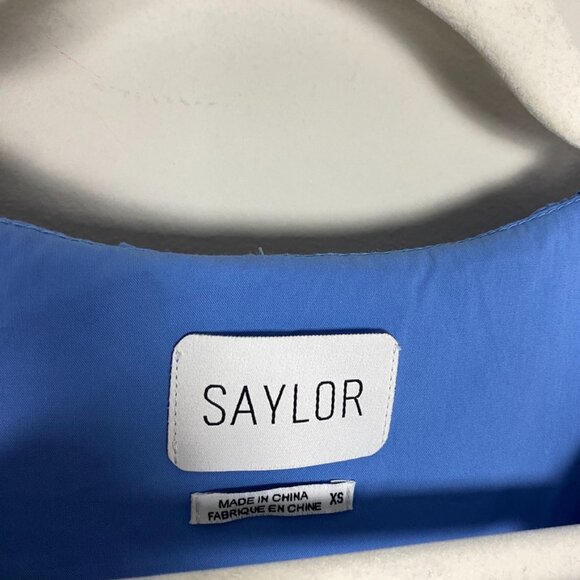 SAYLOR
MADE IN CHINA XS
FABRIQUE EN CHINE